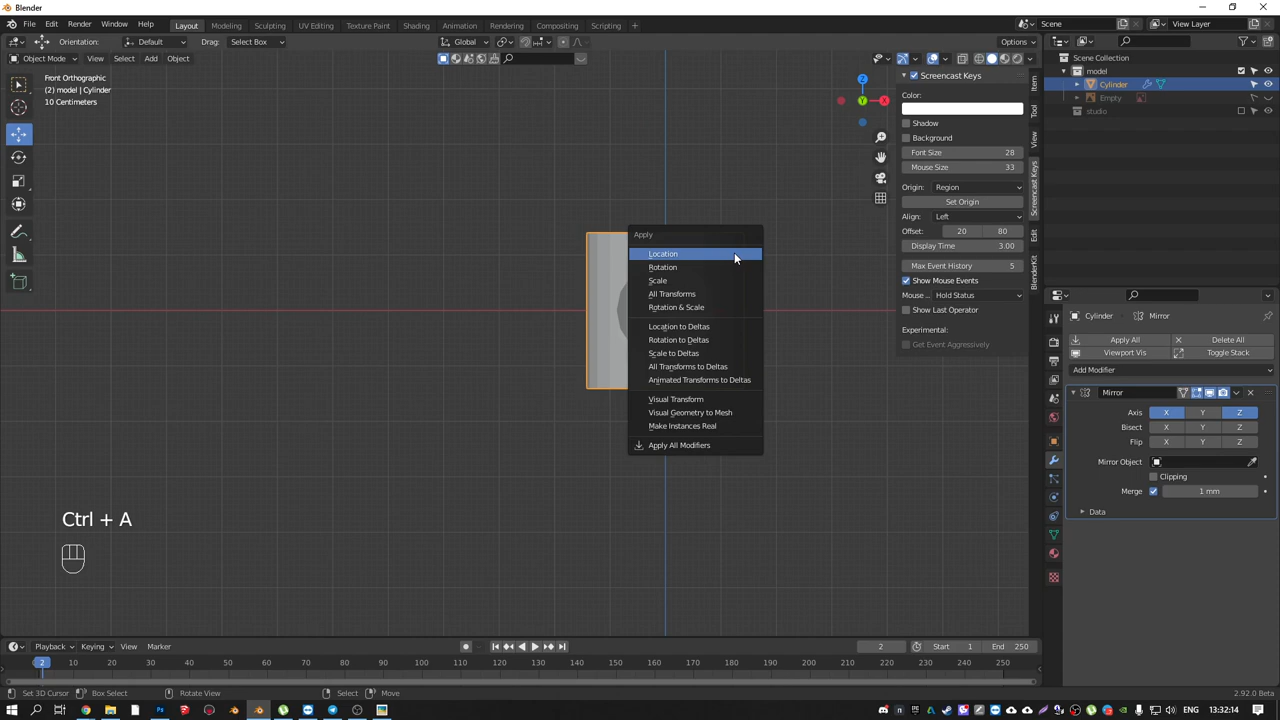 Blender
File Edit Render Window Help Layout Modeling Sculpting UV Editing Texture Paint Shading Animation Rendering Compositing Scripting Scene View Layer
Orientation: Default Drag: Select Box Global Options
Object Mode View Select Add Object
Front Orthographic
(2) model | Cylinder
10 Centimeters
Z
Y
X
Screencast Keys
Color:
Shadow
Background
Font Size 28
Mouse Size 33
Origin: Region
Set Origin
Align: Left
Offset: 20 80
Display Time 3.00
Max Event History 5
Show Mouse Events
Mouse ... Hold Status
Show Last Operator
Experimental:
Get Event Aggressively
Item
Tool
View
Screencast Keys
Edit
BlenderKit
Scene Collection
model
Cylinder
Empty
studio
Cylinder Mirror
Apply All Delete All
Viewport Vis Toggle Stack
Add Modifier
Mirror
Axis X Y Z
Bisect X Y Z
Flip X Y Z
Mirror Object
Clipping
Merge 1 mm
Data
Apply
Location
Rotation
Scale
All Transforms
Rotation & Scale
Location to Deltas
Rotation to Deltas
Scale to Deltas
All Transforms to Deltas
Animated Transforms to Deltas
Visual Transform
Visual Geometry to Mesh
Make Instances Real
Apply All Modifiers
Ctrl + A
Playback Keying View Marker 2 Start 1 End 250
2 10 20 30 40 50 60 70 80 90 100 110 120 130 140 150 160 170 180 190 200 210 220 230 240 250
Set 3D Cursor Box Select Rotate View Select Move 2.92.0 Beta
ENG 13:32:14